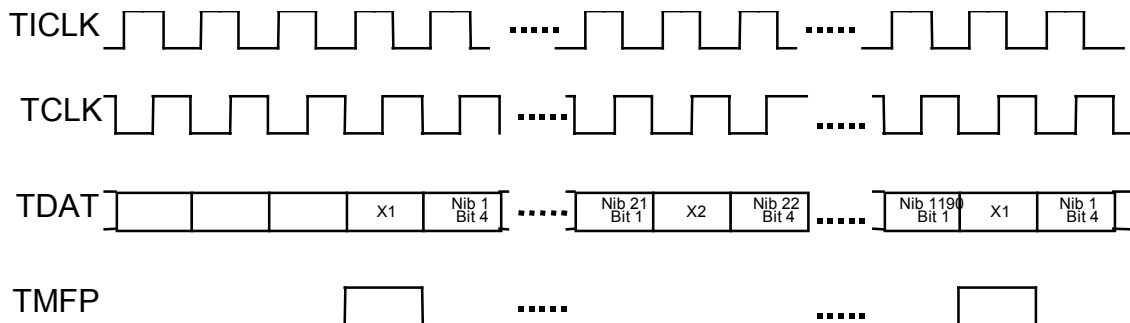 TICLK
TCLK
TDAT
X1
Nib 1
Bit 4
Nib 21
Bit 1
X2
Nib 22
Bit 4
Nib 1190
Bit 1
X1
Nib 1
Bit 4
TMFP